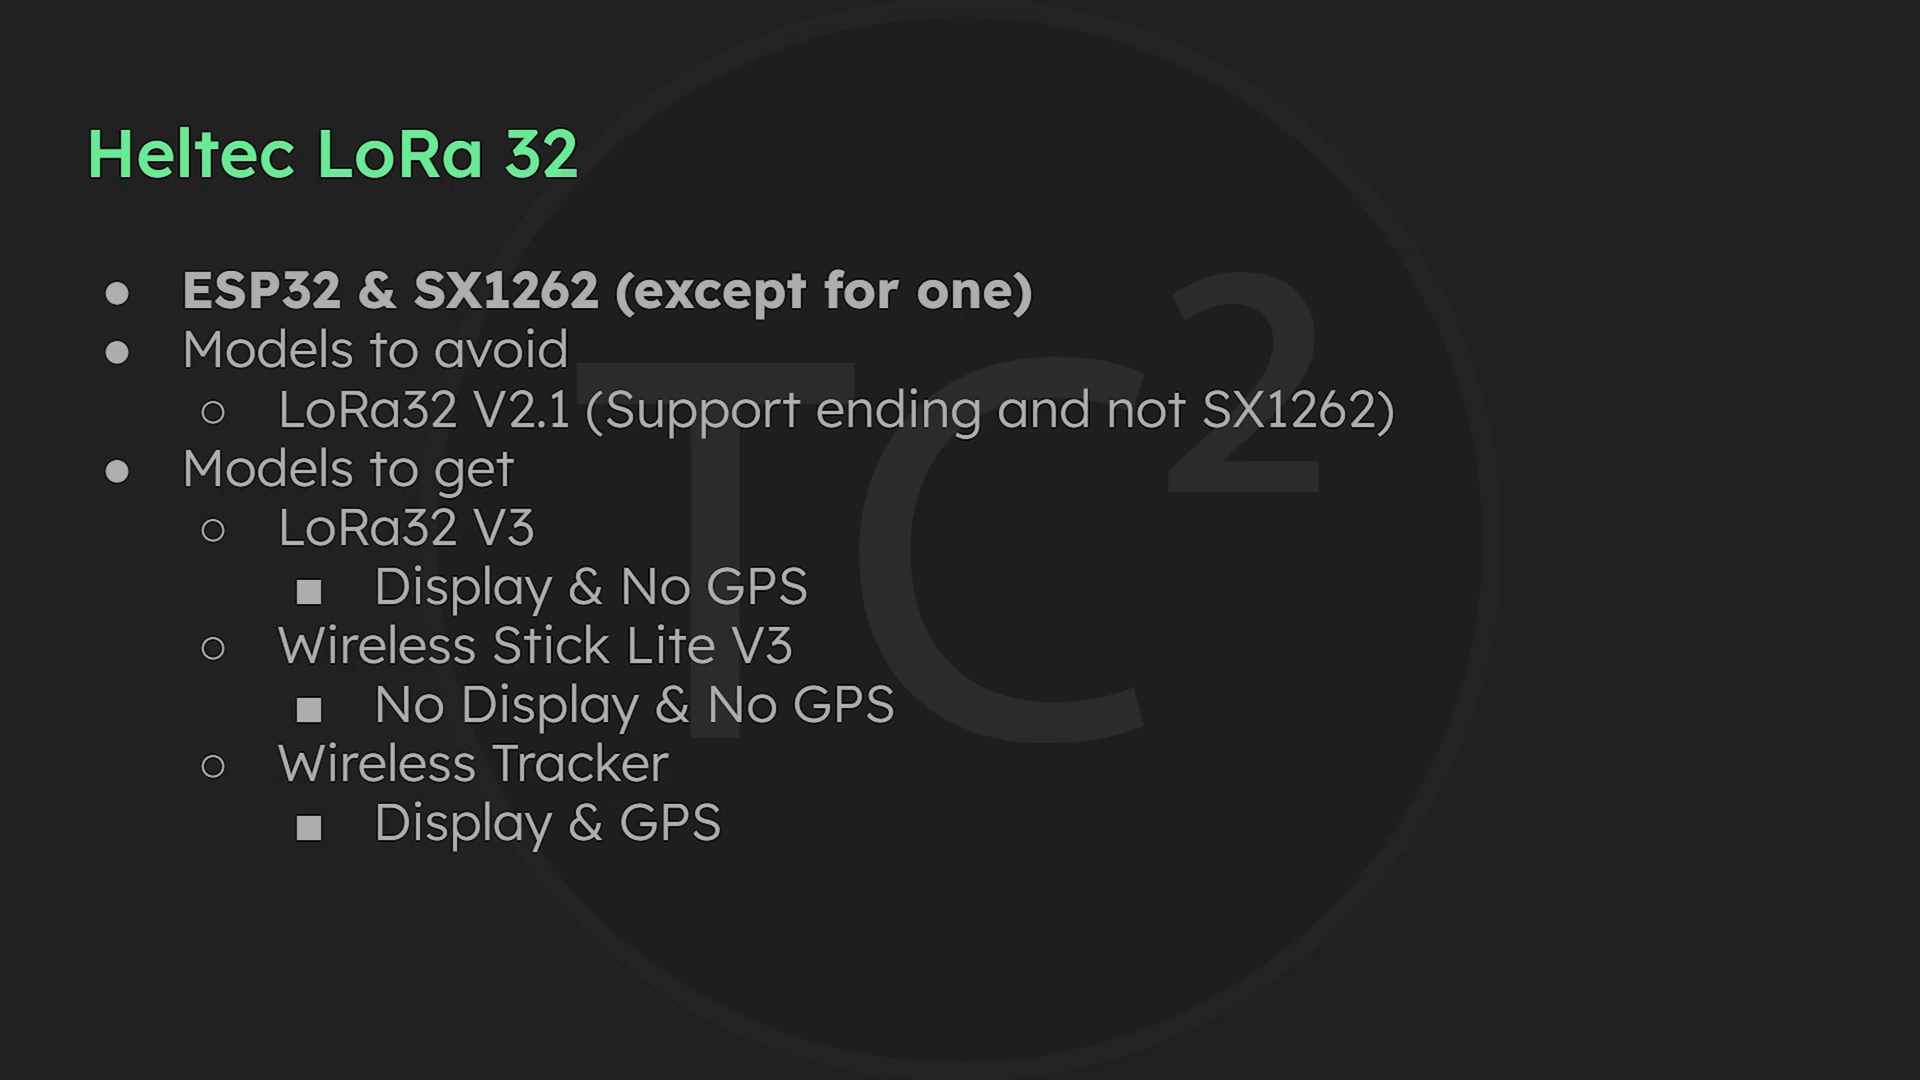 Heltec LoRa 32
● ESP32 & SX1262 (except for one)
● Models to avoid
○ LoRa32 V2.1 (Support ending and not SX1262)
● Models to get
○ LoRa32 V3
■ Display & No GPS
○ Wireless Stick Lite V3
■ No Display & No GPS
○ Wireless Tracker
■ Display & GPS
TC²